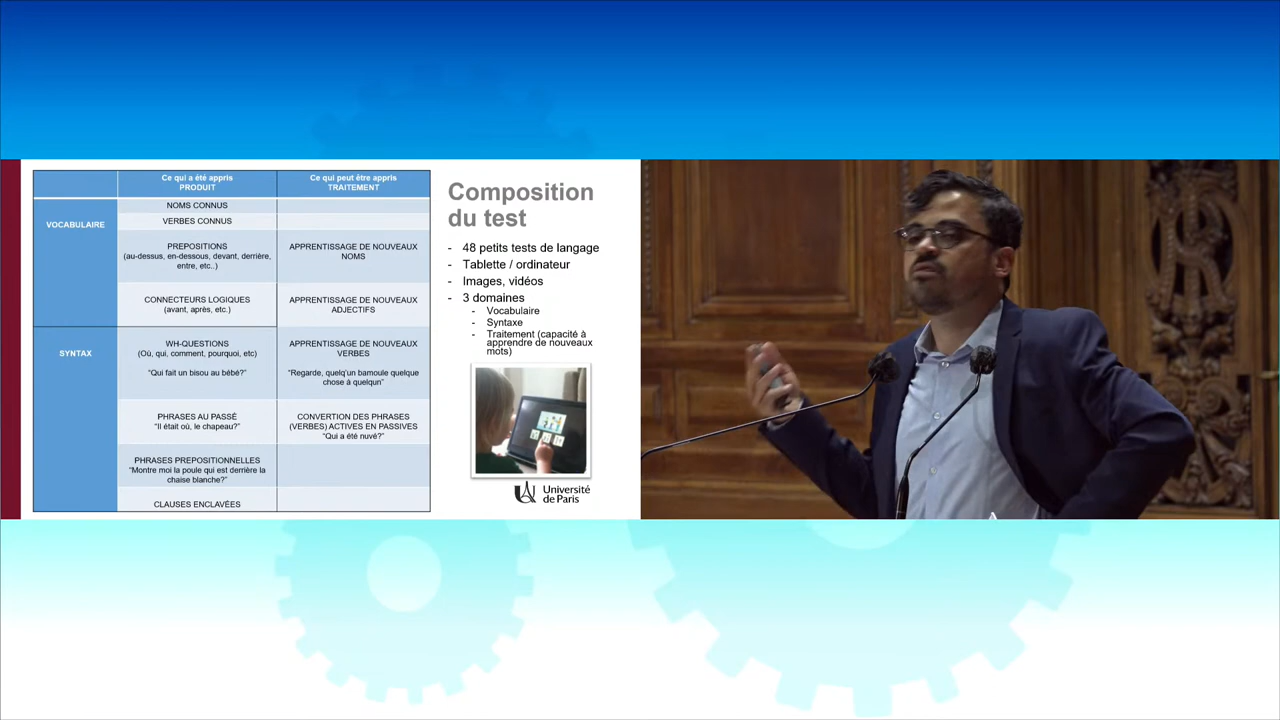 Ce qui a été appris
PRODUIT
Ce qui peut être appris
TRAITEMENT
VOCABULAIRE
NOMS CONNUS
VERBES CONNUS
PREPOSITIONS
(au-dessus, en-dessous, devant, derrière,
entre, etc..)
APPRENTISSAGE DE NOUVEAUX
NOMS
CONNECTEURS LOGIQUES
(avant, après, etc.)
APPRENTISSAGE DE NOUVEAUX
ADJECTIFS
SYNTAX
WH-QUESTIONS
(Où, qui, comment, pourquoi, etc)
"Qui fait un bisou au bébé?"
APPRENTISSAGE DE NOUVEAUX
VERBES
"Regarde, quelq'un bamoule quelque
chose à quelqun"
PHRASES AU PASSÉ
"Il était où, le chapeau?"
CONVERTION DES PHRASES
(VERBES) ACTIVES EN PASSIVES
"Qui a été nuvé?"
PHRASES PREPOSITIONNELLES
"Montre moi la poule qui est derrière la
chaise blanche?"
CLAUSES ENCLAVÉES
Composition
du test
- 48 petits tests de langage
- Tablette / ordinateur
- Images, vidéos
- 3 domaines
- Vocabulaire
- Syntaxe
- Traitement (capacité à
apprendre de nouveaux
mots)
Université
de Paris